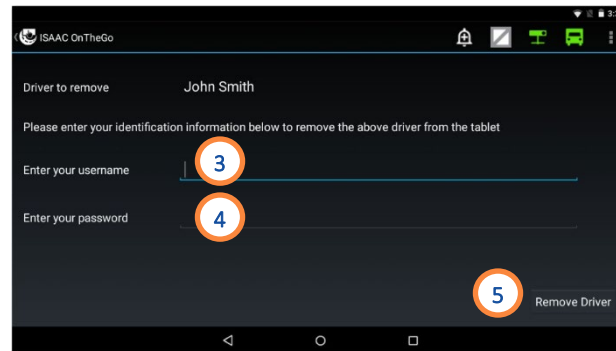 3:
ISAAC OnTheGo
Driver to remove John Smith
Please enter your identification information below to remove the above driver from the tablet
Enter your username 3
Enter your password 4
5 Remove Driver